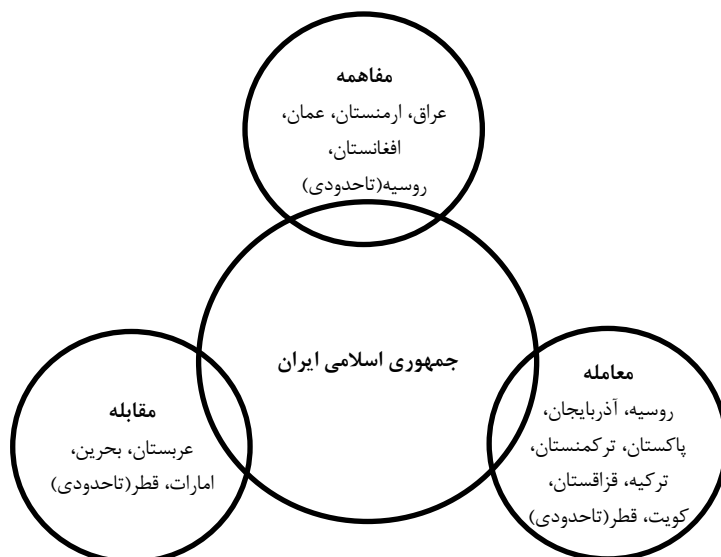 مفاهمه
عراق، ارمنستان، عمان،
افغانستان،
روسیه(تاحدودی)
جمهوری اسلامی ایران
معامله
روسیه، آذربایجان،
پاکستان، ترکمنستان،
ترکیه، قزاقستان،
کویت، قطر(تاحدودی)
مقابله
عربستان، بحرین،
امارات، قطر(تاحدودی)